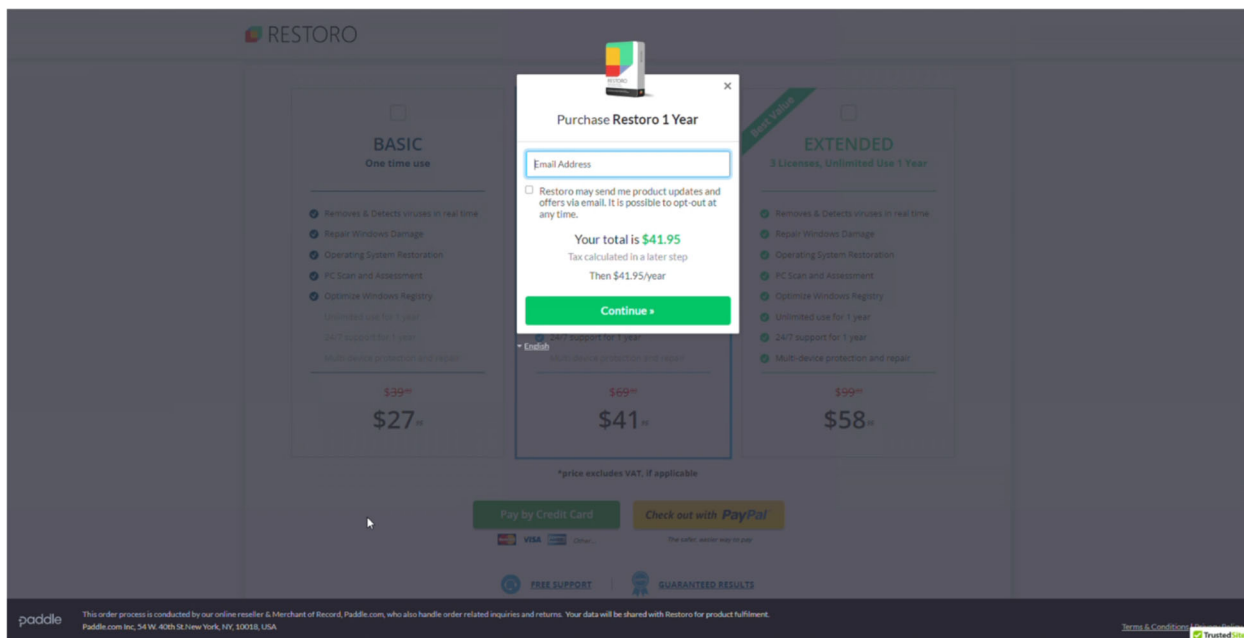 RESTORO
RESTORO
×
Purchase Restoro 1 Year
Email Address
Restoro may send me product updates and
offers via email. It is possible to opt-out at
any time.
Your total is $41.95
Tax calculated in a later step
Then $41.95/year
Continue »
English
BASIC
One time use
Removes & Detects viruses in real time
Repair Windows Damage
Operating System Restoration
PC Scan and Assessment
Optimize Windows Registry
Unlimited use for 1 year
24/7 support for 1 year
Multi-device protection and repair
$39
$27
24/7 support for 1 year
Multi-device protection and repair
$69
$41
Best Value
EXTENDED
3 Licenses, Unlimited Use 1 Year
Removes & Detects viruses in real time
Repair Windows Damage
Operating System Restoration
PC Scan and Assessment
Optimize Windows Registry
Unlimited use for 1 year
24/7 support for 1 year
Multi-device protection and repair
$99
$58
*price excludes VAT, if applicable
Pay by Credit Card
Check out with PayPal
VISA
Other...
The safer, easier way to pay
FREE SUPPORT
GUARANTEED RESULTS
paddle
This order process is conducted by our online reseller & Merchant of Record, Paddle.com, who also handle order related inquiries and returns. Your data will be shared with Restoro for product fulfilment.
Paddle.com Inc, 54 W. 40th St.New York, NY, 10018, USA
Terms & Conditions
Trusted